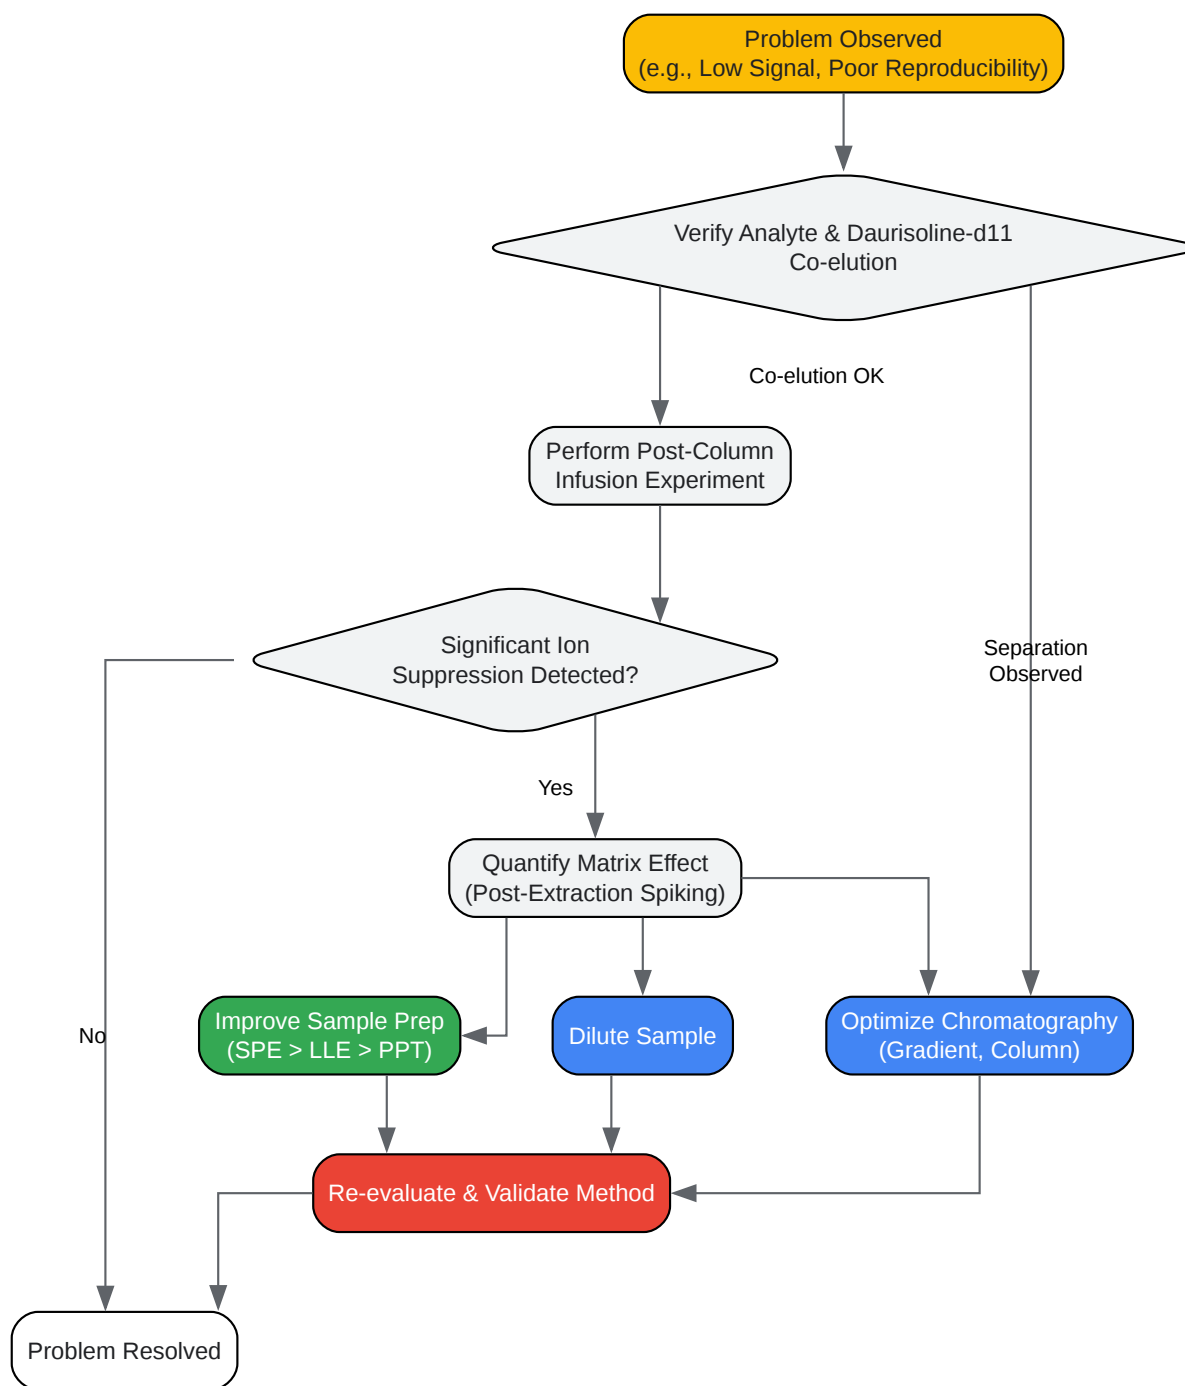 Problem Observed
(e.g., Low Signal, Poor Reproducibility)
Verify Analyte & Daurisoline-d11
Co-elution
Co-elution OK
Perform Post-Column
Infusion Experiment
Significant Ion
Suppression Detected?
Separation
Observed
Yes
Quantify Matrix Effect
(Post-Extraction Spiking)
No
Improve Sample Prep
(SPE > LLE > PPT)
Dilute Sample
Optimize Chromatography
(Gradient, Column)
Re-evaluate & Validate Method
Problem Resolved